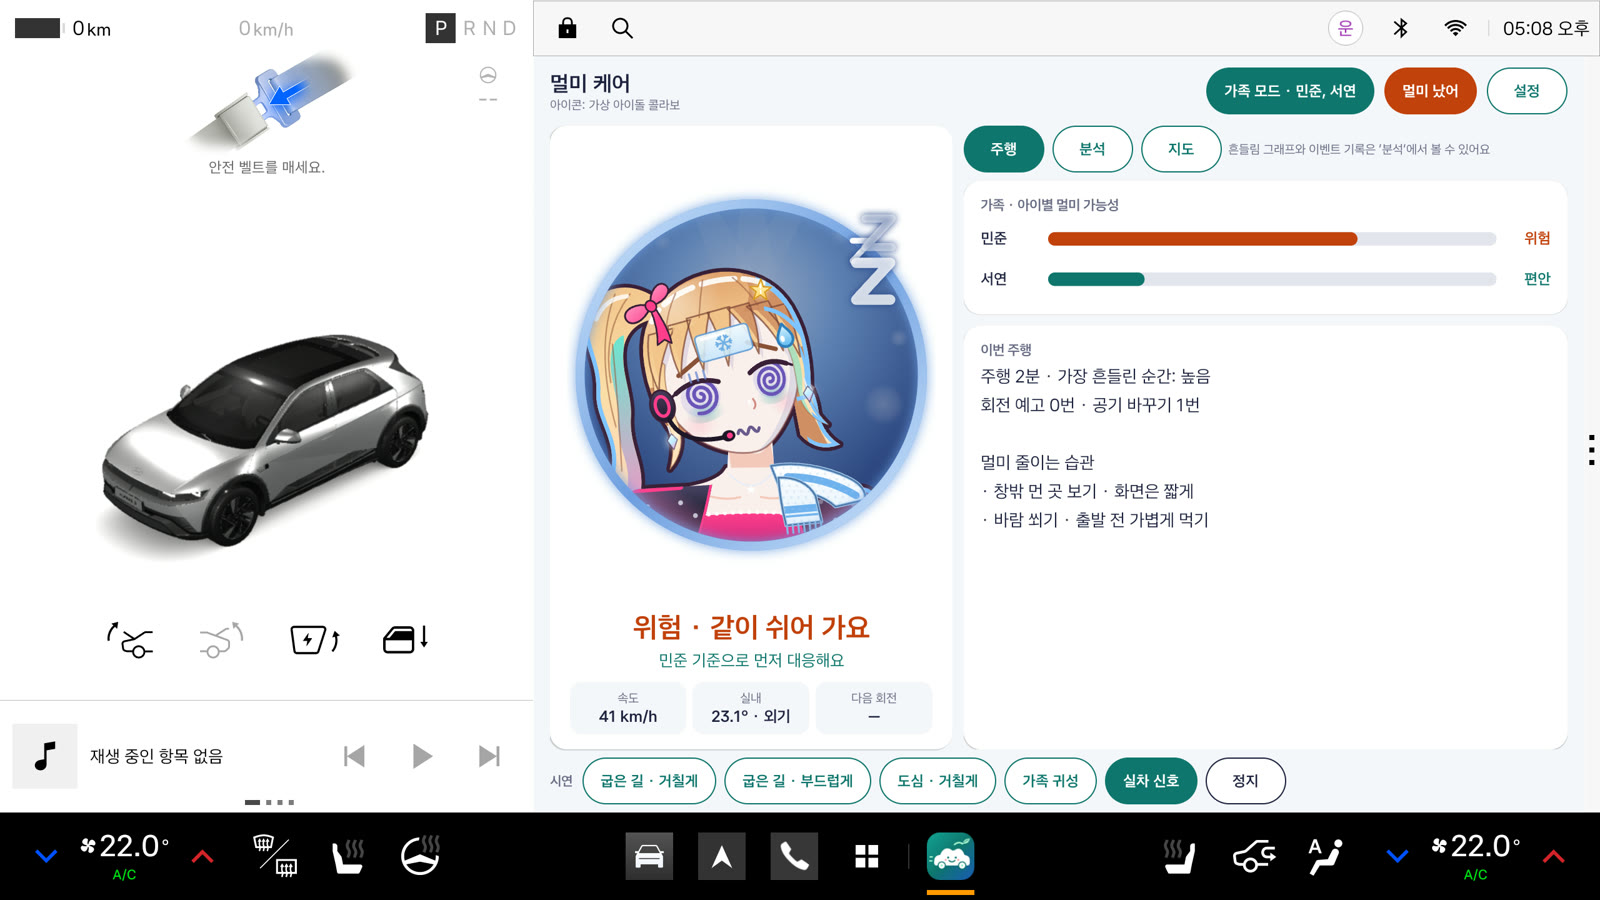 0km
0km/h
P R N D
--
안전 벨트를 매세요.
재생 중인 항목 없음
운
05:08 오후
멀미 케어
아이콘: 가상 아이돌 콜라보
가족 모드 · 민준, 서연
멀미 났어
설정
Z
Z
위험 · 같이 쉬어 가요
민준 기준으로 먼저 대응해요
속도
41 km/h
실내
23.1° · 외기
다음 회전
—
주행
분석
지도
흔들림 그래프와 이벤트 기록은 '분석'에서 볼 수 있어요
가족 · 아이별 멀미 가능성
민준
위험
서연
편안
이번 주행
주행 2분 · 가장 흔들린 순간: 높음
회전 예고 0번 · 공기 바꾸기 1번
멀미 줄이는 습관
· 창밖 먼 곳 보기 · 화면은 짧게
· 바람 쐬기 · 출발 전 가볍게 먹기
시연
굽은 길 · 거칠게
굽은 길 · 부드럽게
도심 · 거칠게
가족 귀성
실차 신호
정지
22.0°
A/C
A
22.0°
A/C